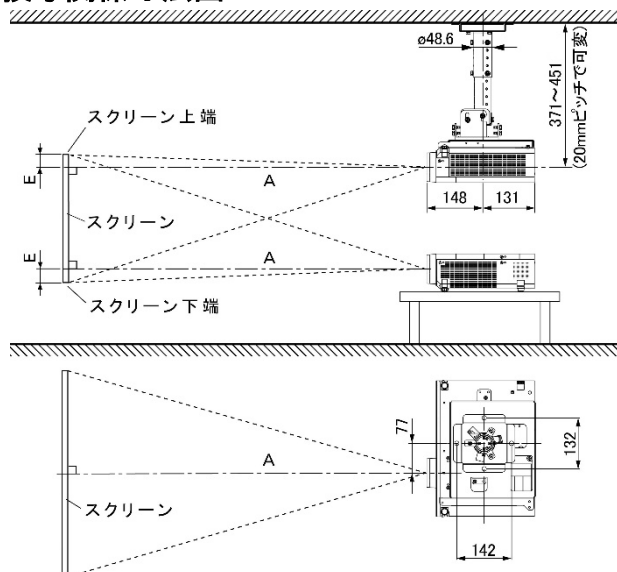 ø48.6
371~451
(20mmピッチで可変)
スクリーン上端
E
A
スクリーン
148
131
E
A
スクリーン下端
77
A
132
スクリーン
142